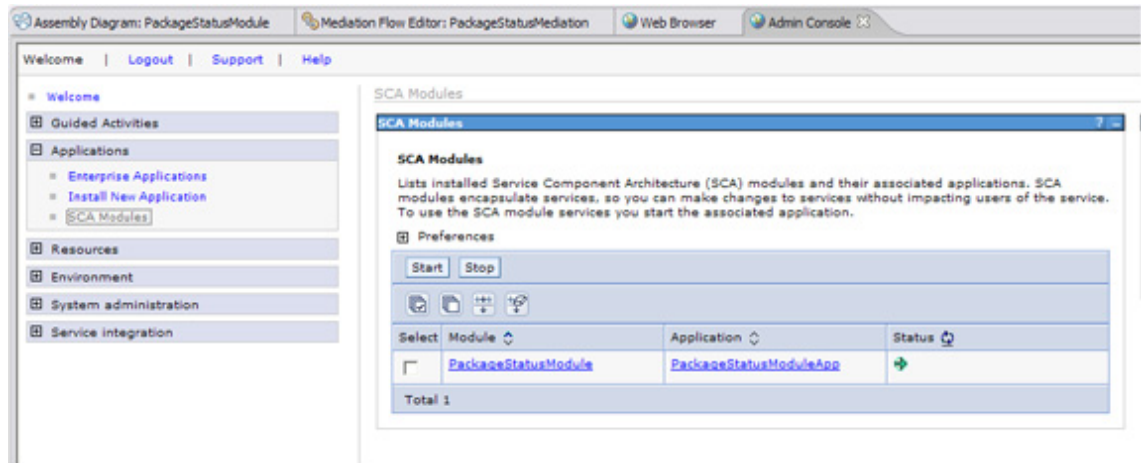 Assembly Diagram: PackageStatusModule Mediation Flow Editor: PackageStatusMediation Web Browser Admin Console
Welcome | Logout | Support | Help
Welcome
Guided Activities
Applications
Enterprise Applications
Install New Application
SCA Modules
Resources
Environment
System administration
Service integration
SCA Modules
SCA Modules ?
SCA Modules
Lists installed Service Component Architecture (SCA) modules and their associated applications. SCA
modules encapsulate services, so you can make changes to services without impacting users of the service.
To use the SCA module services you start the associated application.
Preferences
Start Stop
Select Module Application Status
PackageStatusModule PackageStatusModuleApp
Total 1